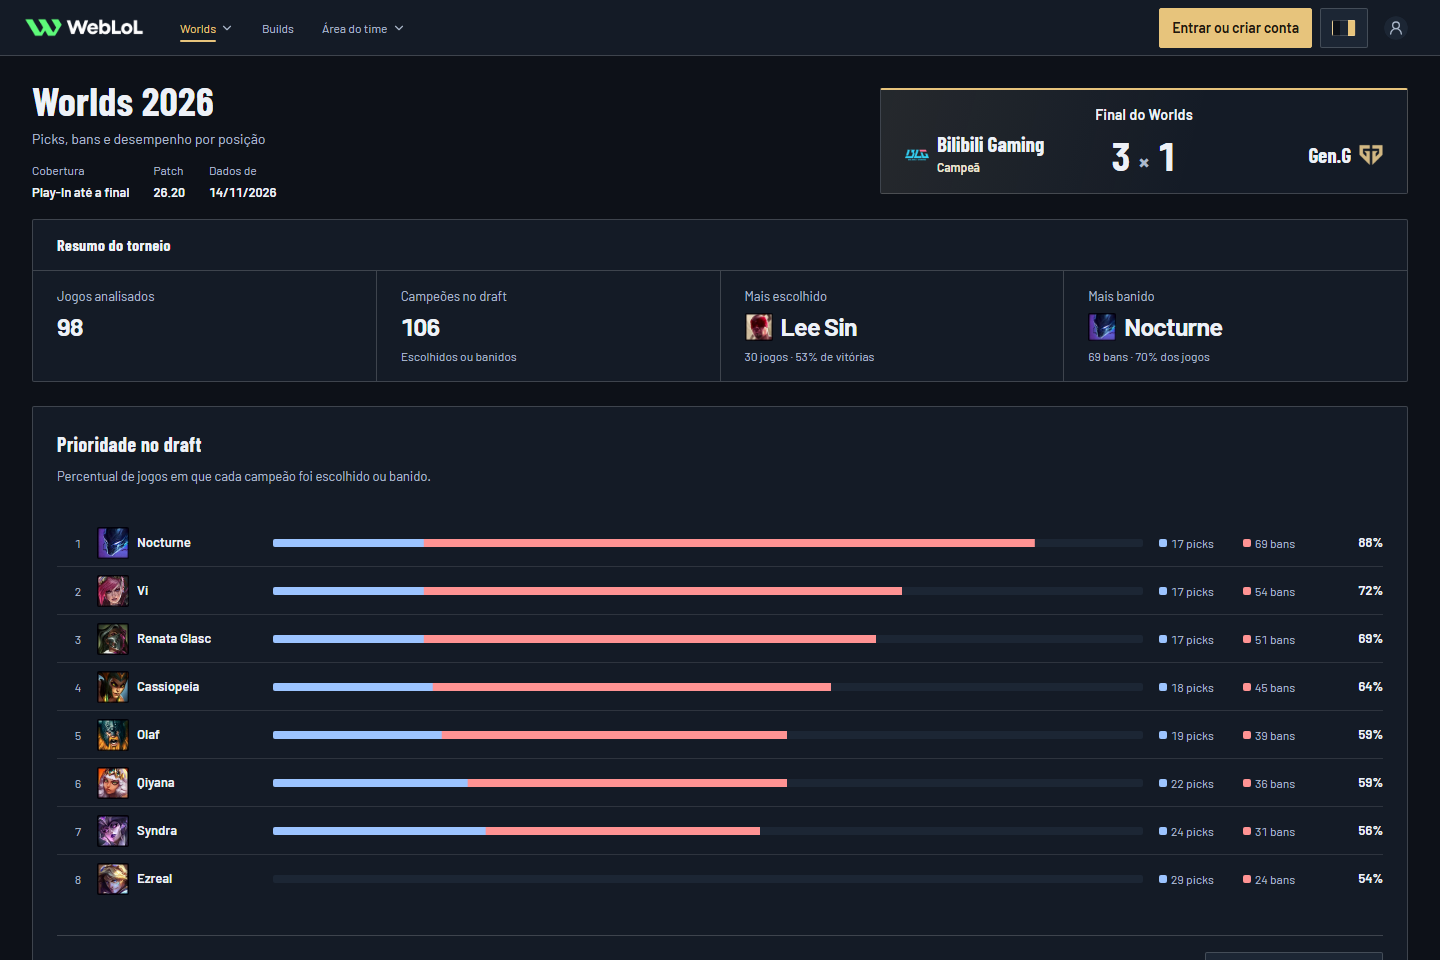 WebLoL
Worlds
Builds
Área do time
Entrar ou criar conta
Worlds 2026
Picks, bans e desempenho por posição
Cobertura
Play-In até a final
Patch
26.20
Dados de
14/11/2026
Final do Worlds
BLG
Bilibili Gaming
Campeã
3 × 1
Gen.G
Resumo do torneio
Jogos analisados
98
Campeões no draft
106
Escolhidos ou banidos
Mais escolhido
Lee Sin
30 jogos · 53% de vitórias
Mais banido
Nocturne
69 bans · 70% dos jogos
Prioridade no draft
Percentual de jogos em que cada campeão foi escolhido ou banido.
1 Nocturne 17 picks 69 bans 88%
2 Vi 17 picks 54 bans 72%
3 Renata Glasc 17 picks 51 bans 69%
4 Cassiopeia 18 picks 45 bans 64%
5 Olaf 19 picks 39 bans 59%
6 Qiyana 22 picks 36 bans 59%
7 Syndra 24 picks 31 bans 56%
8 Ezreal 29 picks 24 bans 54%